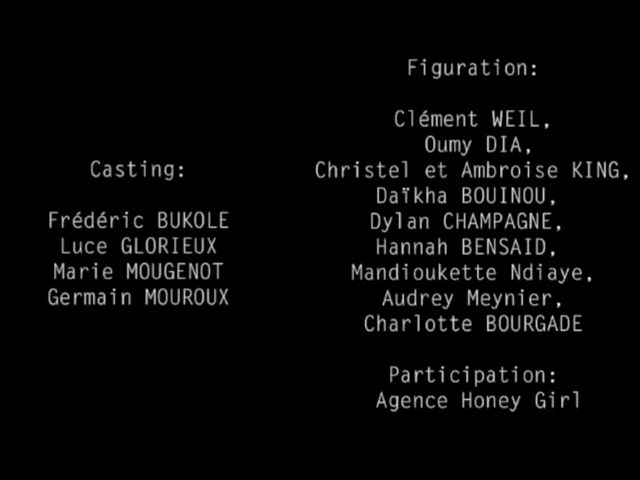 Casting:
Frédéric BUKOLE
Luce GLORIEUX
Marie MOUGENOT
Germain MOUROUX
Figuration:
Clément WEIL,
Oumy DIA,
Christel et Ambroise KING,
Daïkha BOUINOU,
Dylan CHAMPAGNE,
Hannah BENSAID,
Mandioukette Ndiaye,
Audrey Meynier,
Charlotte BOURGADE
Participation:
Agence Honey Girl